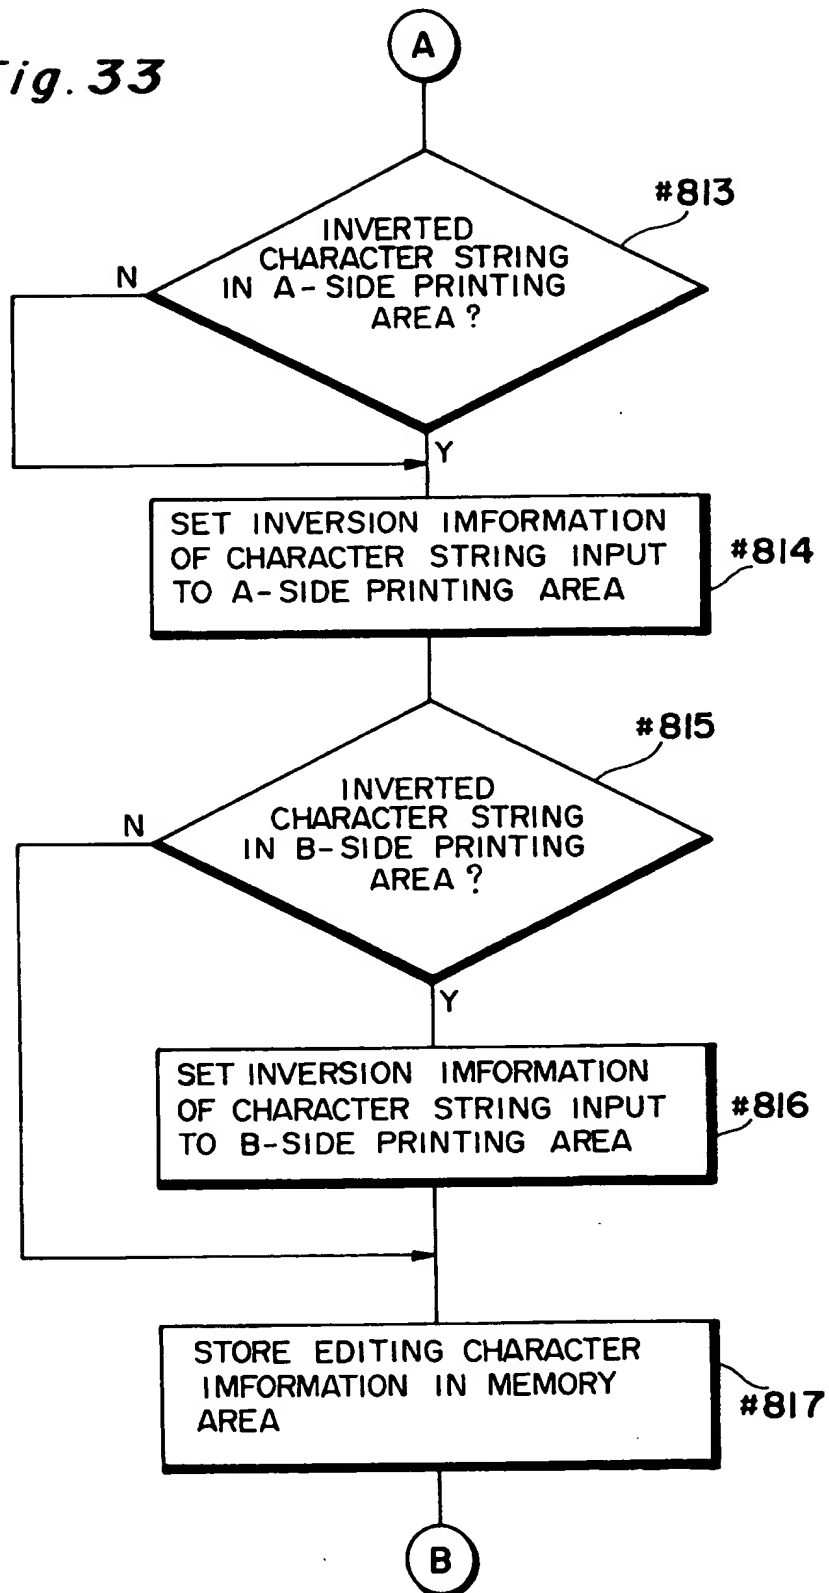 A
Fig. 33
#813
INVERTED
CHARACTER STRING
IN A-SIDE PRINTING
AREA?
N
Y
SET INVERSION IMFORMATION
OF CHARACTER STRING INPUT
TO A-SIDE PRINTING AREA
#814
#815
INVERTED
CHARACTER STRING
IN B-SIDE PRINTING
AREA?
N
Y
SET INVERSION IMFORMATION
OF CHARACTER STRING INPUT
TO B-SIDE PRINTING AREA
#816
STORE EDITING CHARACTER
IMFORMATION IN MEMORY
AREA
#817
B